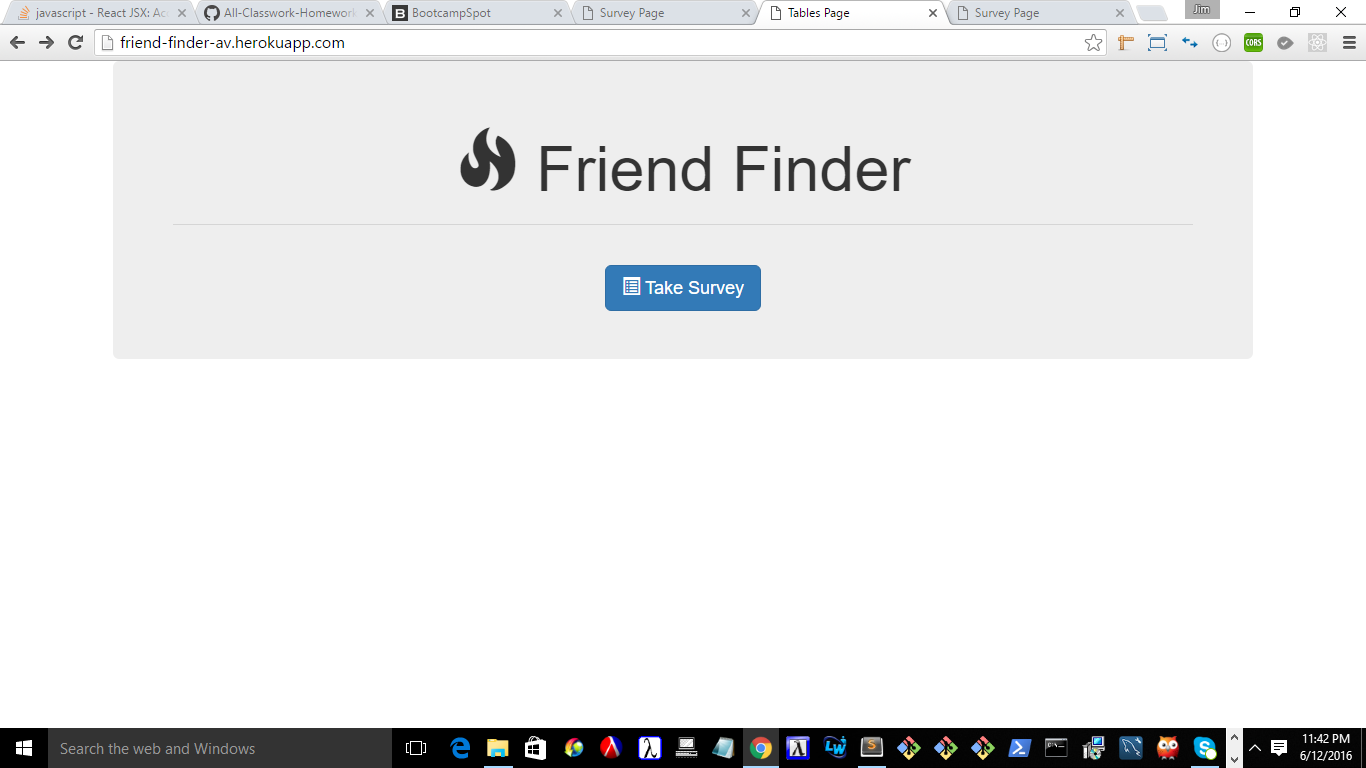 javascript - React JSX: Ac
All-Classwork-Homework
BootcampSpot
Survey Page
Tables Page
Survey Page
Jim
friend-finder-av.herokuapp.com
CORS
Friend Finder
Take Survey
Search the web and Windows
LW
11:42 PM
6/12/2016